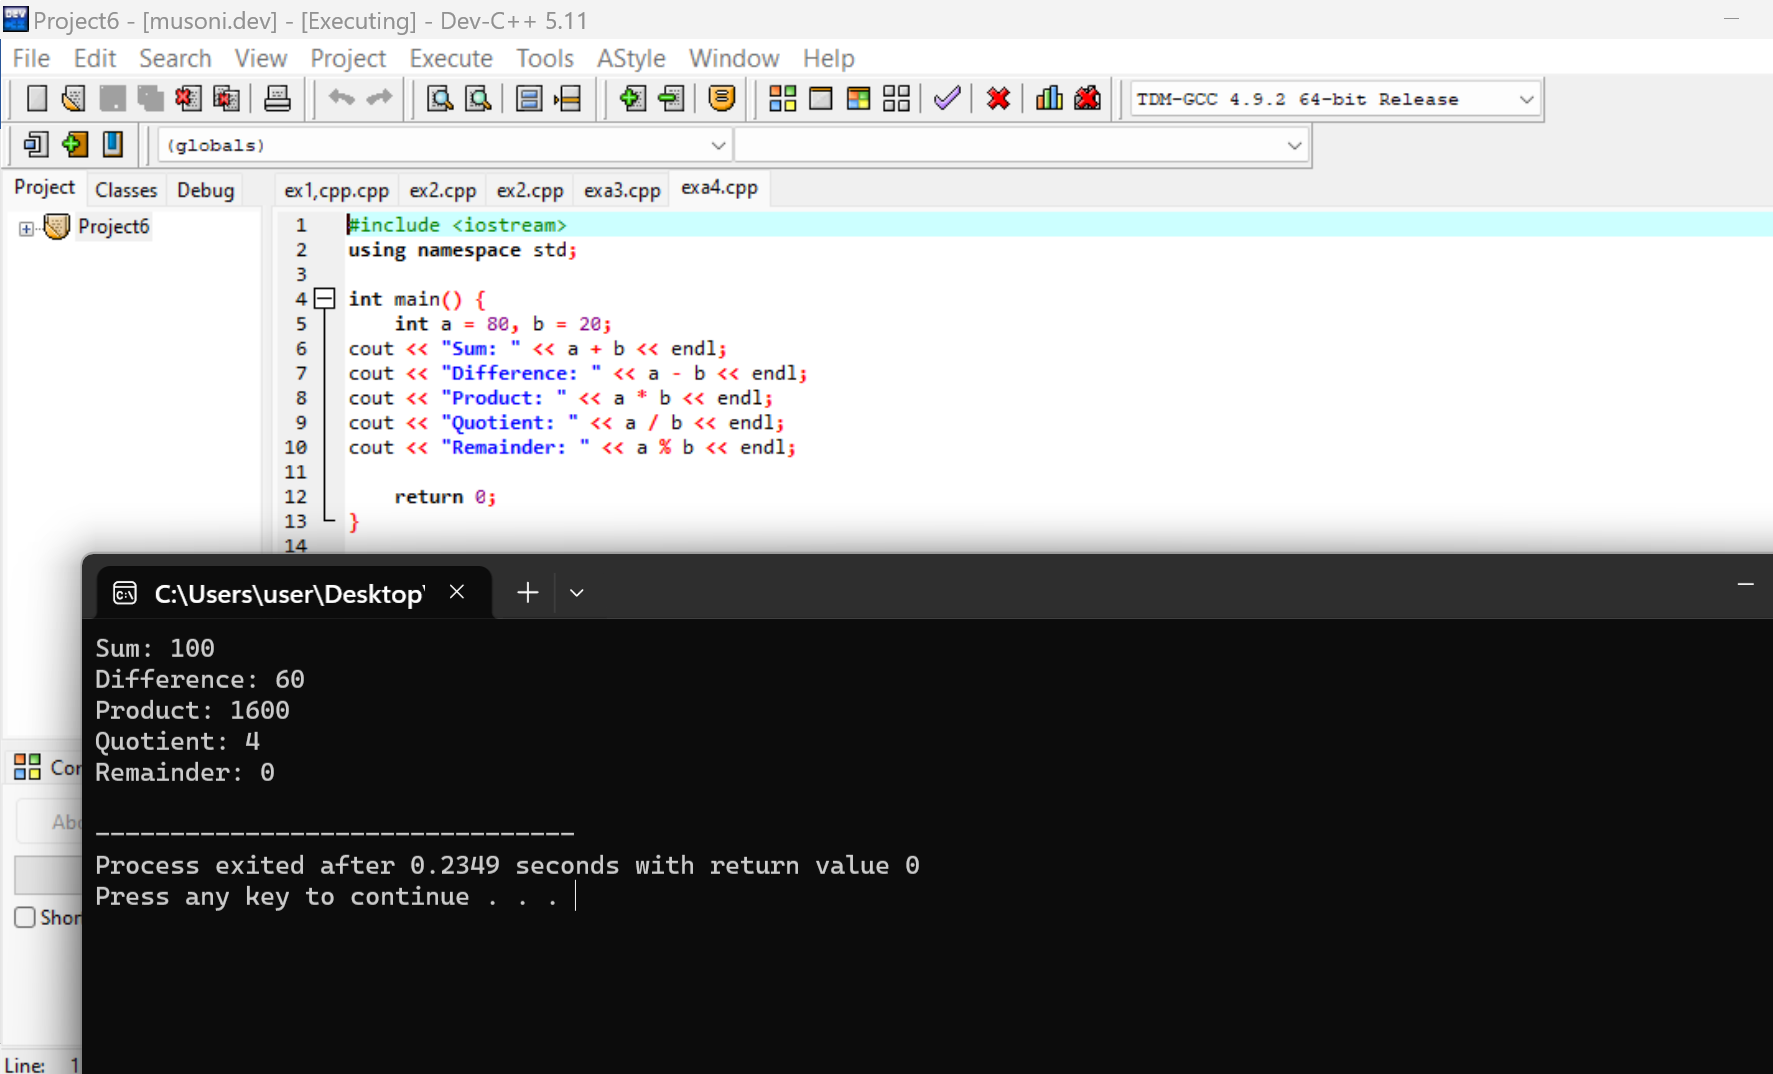 Project6 - [musoni.dev] - [Executing] - Dev-C++ 5.11
File Edit Search View Project Execute Tools AStyle Window Help
TDM-GCC 4.9.2 64-bit Release
(globals)
Project Classes Debug
ex1,cpp.cpp ex2.cpp ex2.cpp exa3.cpp exa4.cpp
Project6
1 #include <iostream>
2 using namespace std;
3
4 int main() {
5     int a = 80, b = 20;
6 cout << "Sum: " << a + b << endl;
7 cout << "Difference: " << a - b << endl;
8 cout << "Product: " << a * b << endl;
9 cout << "Quotient: " << a / b << endl;
10 cout << "Remainder: " << a % b << endl;
11
12     return 0;
13 }
14
C:\Users\user\Desktop
Sum: 100
Difference: 60
Product: 1600
Quotient: 4
Remainder: 0
--------------------------------
Process exited after 0.2349 seconds with return value 0
Press any key to continue . . .
Line: 1